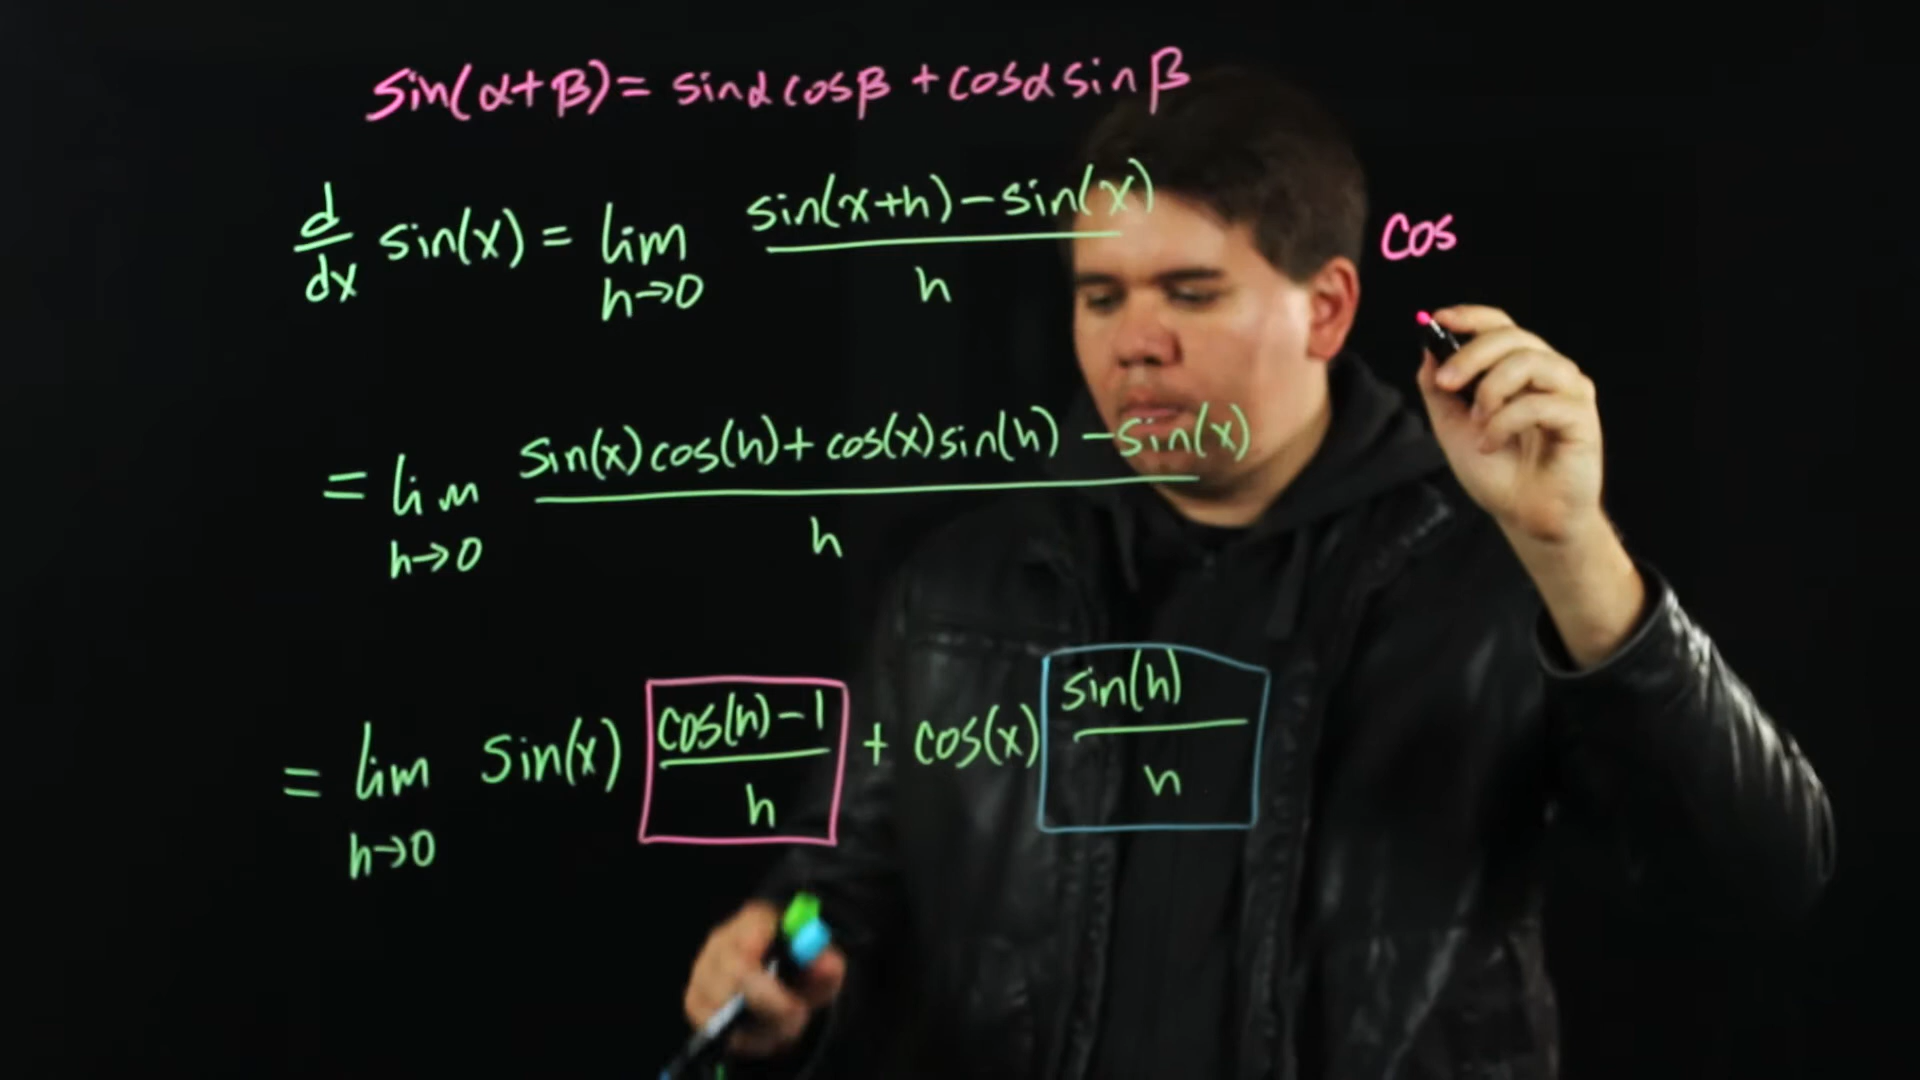 sin(α+β)= sinα cosβ + cosα sin β
d/dx sin(x) = lim h→0 sin(x+h)-sin(x) / h
cos
= lim h→0 sin(x)cos(h)+cos(x)sin(h) -sin(x) / h
= lim h→0 sin(x) cos(h)-1 / h + cos(x) sin(h) / h